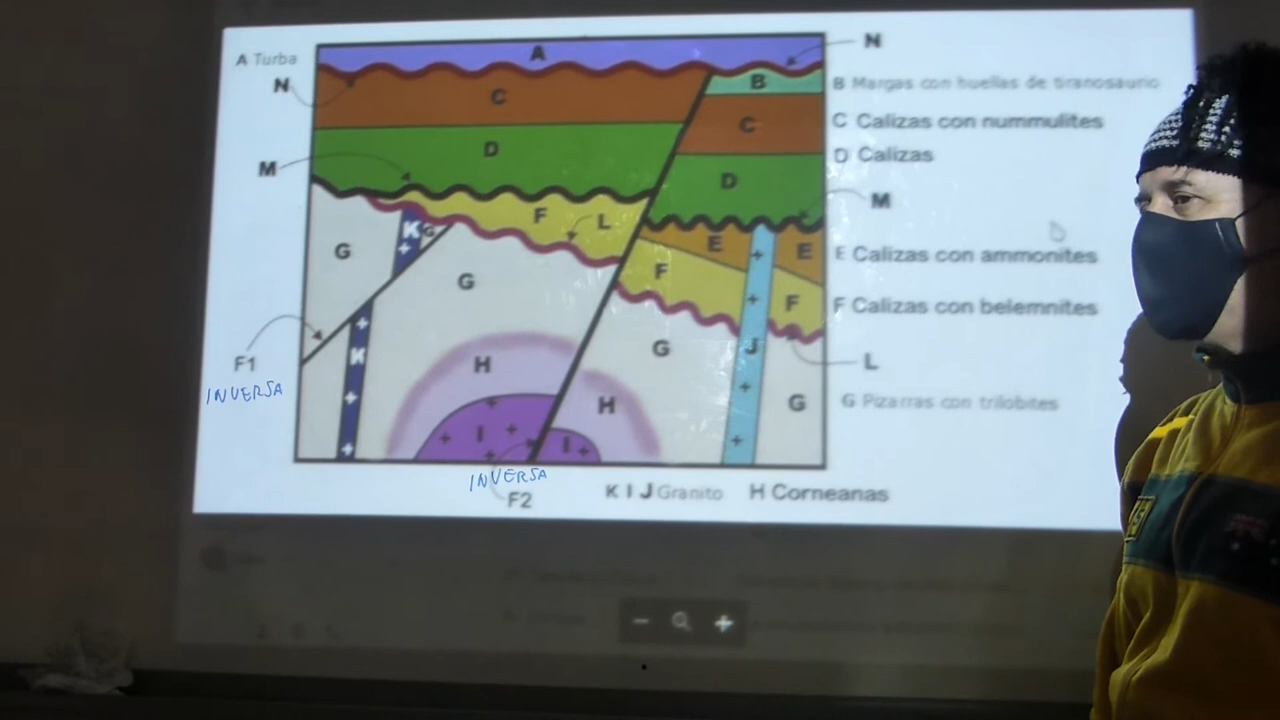 A Turba
N
A
N
B
B Margas con huellas de tiranosaurio
C
C
C Calizas con nummulites
D
D Calizas
M
D
M
K
G
G
F
L
E
E
E Calizas con ammonites
G
F
F
F Calizas con belemnites
K
G
J
L
F1
INVERSA
H
H
G
G Pizarras con trilobites
I
I
INVERSA
F2
K I J Granito
H Corneanas